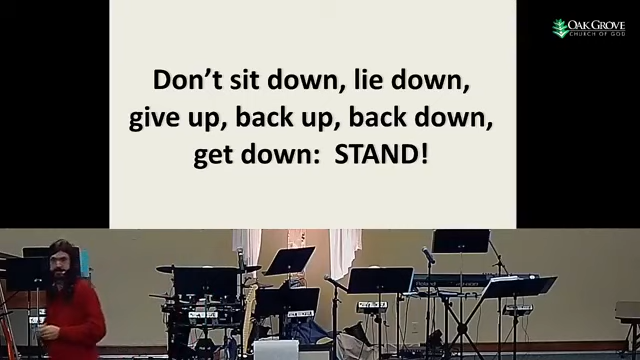 Don't sit down, lie down,
give up, back up, back down,
get down: STAND!
OAK GROVE
CHURCH OF GOD
Roland